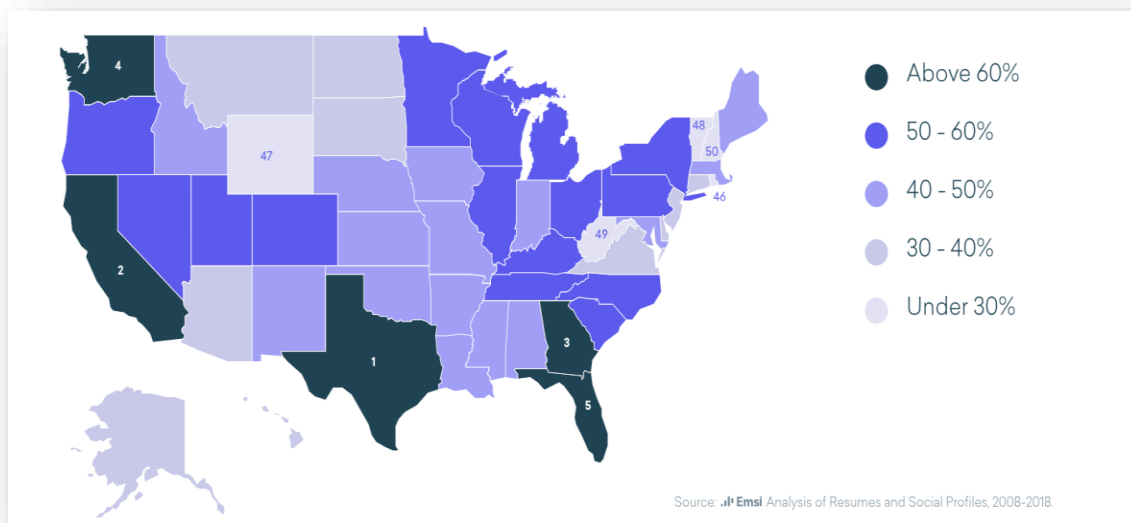 4
47
2
1
3
5
48
50
46
49
Above 60%
50 - 60%
40 - 50%
30 - 40%
Under 30%
Source: Emsi Analysis of Resumes and Social Profiles, 2008-2018.